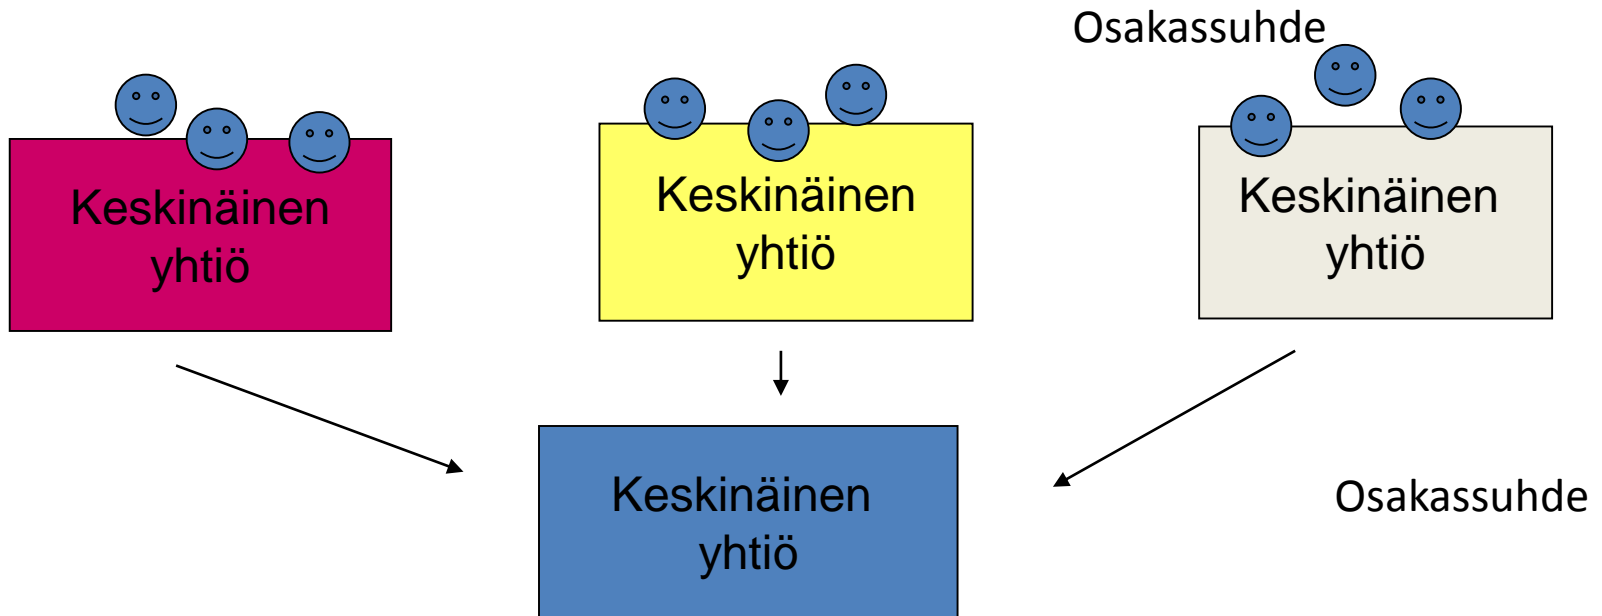 Osakassuhde
Keskinäinen
yhtiö
Keskinäinen
yhtiö
Keskinäinen
yhtiö
Keskinäinen
yhtiö
Osakassuhde